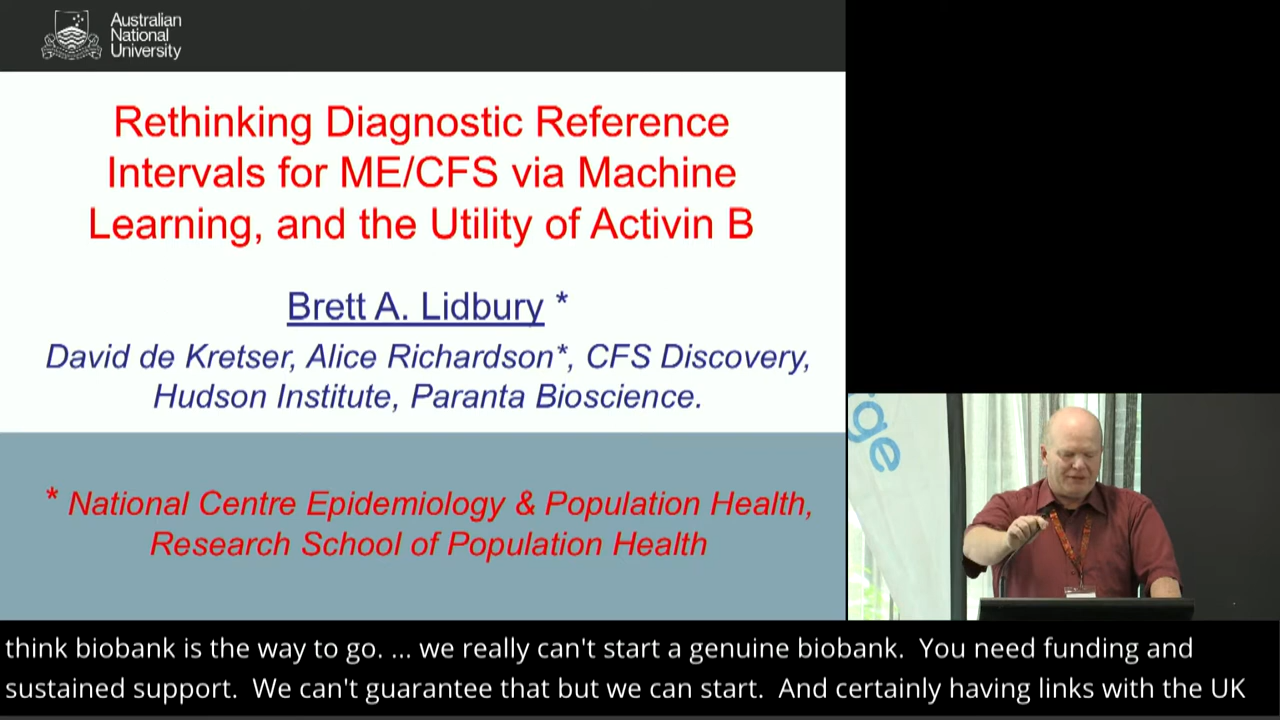 Australian
National
University
Rethinking Diagnostic Reference
Intervals for ME/CFS via Machine
Learning, and the Utility of Activin B
Brett A. Lidbury *
David de Kretser, Alice Richardson*, CFS Discovery,
Hudson Institute, Paranta Bioscience.
* National Centre Epidemiology & Population Health,
Research School of Population Health
think biobank is the way to go. ... we really can't start a genuine biobank. You need funding and
sustained support. We can't guarantee that but we can start. And certainly having links with the UK